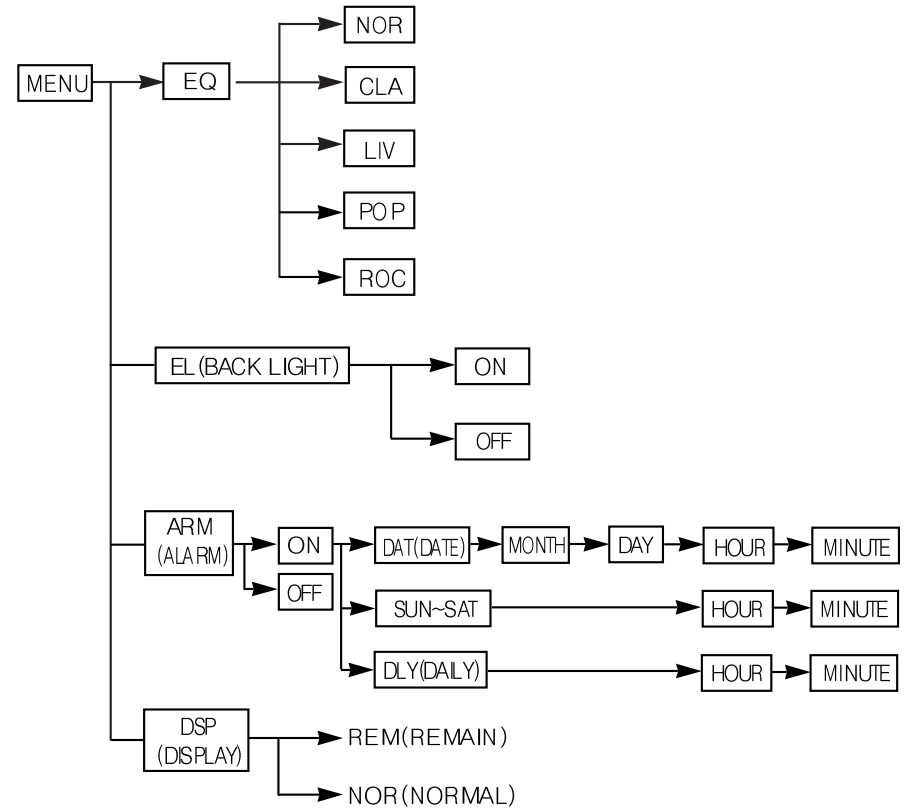 NOR
MENU
EQ
CLA
LIV
POP
ROC
EL(BACK LIGHT)
ON
OFF
ARM
(ALARM)
ON
DAT(DATE)
MONTH
DAY
HOUR
MINUTE
OFF
SUN~SAT
HOUR
MINUTE
DLY(DAILY)
HOUR
MINUTE
DSP
(DISPLAY)
REM(REMAIN)
NOR(NORMAL)